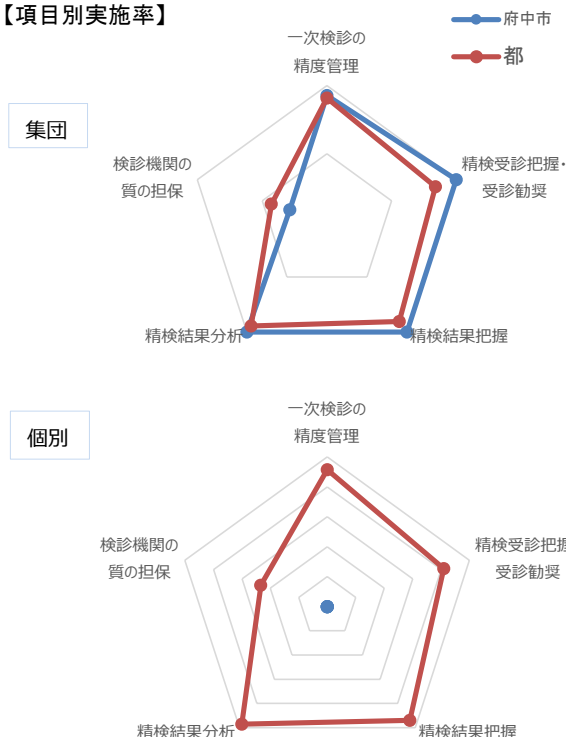 【項目別実施率】
府中市
都
集団
一次検診の
精度管理
精検受診把握・
受診勧奨
精検結果把握
精検結果分析
検診機関の
質の担保
個別
一次検診の
精度管理
精検受診把握
受診勧奨
精検結果把握
精検結果分析
検診機関の
質の担保